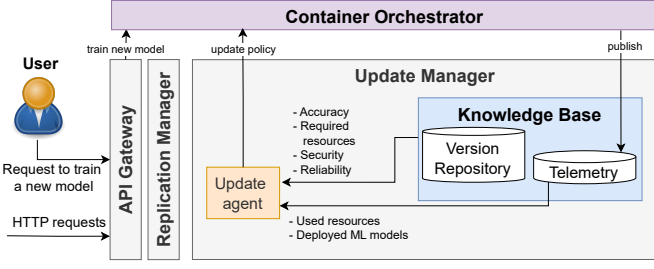 Container Orchestrator
train new model
update policy
publish
User
Update Manager
API Gateway
Replication Manager
- Accuracy
- Required
resources
- Security
- Reliability
Knowledge Base
Version
Repository
Telemetry
Request to train
a new model
Update
agent
HTTP requests
- Used resources
- Deployed ML models